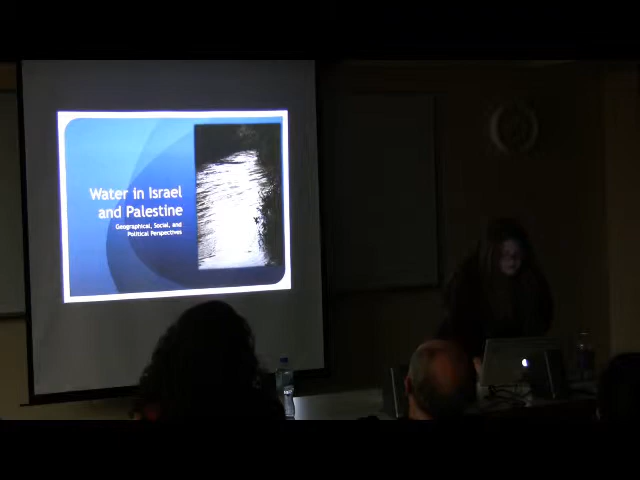 Water in Israel
and Palestine
Geographical, Social, and
Political Perspectives